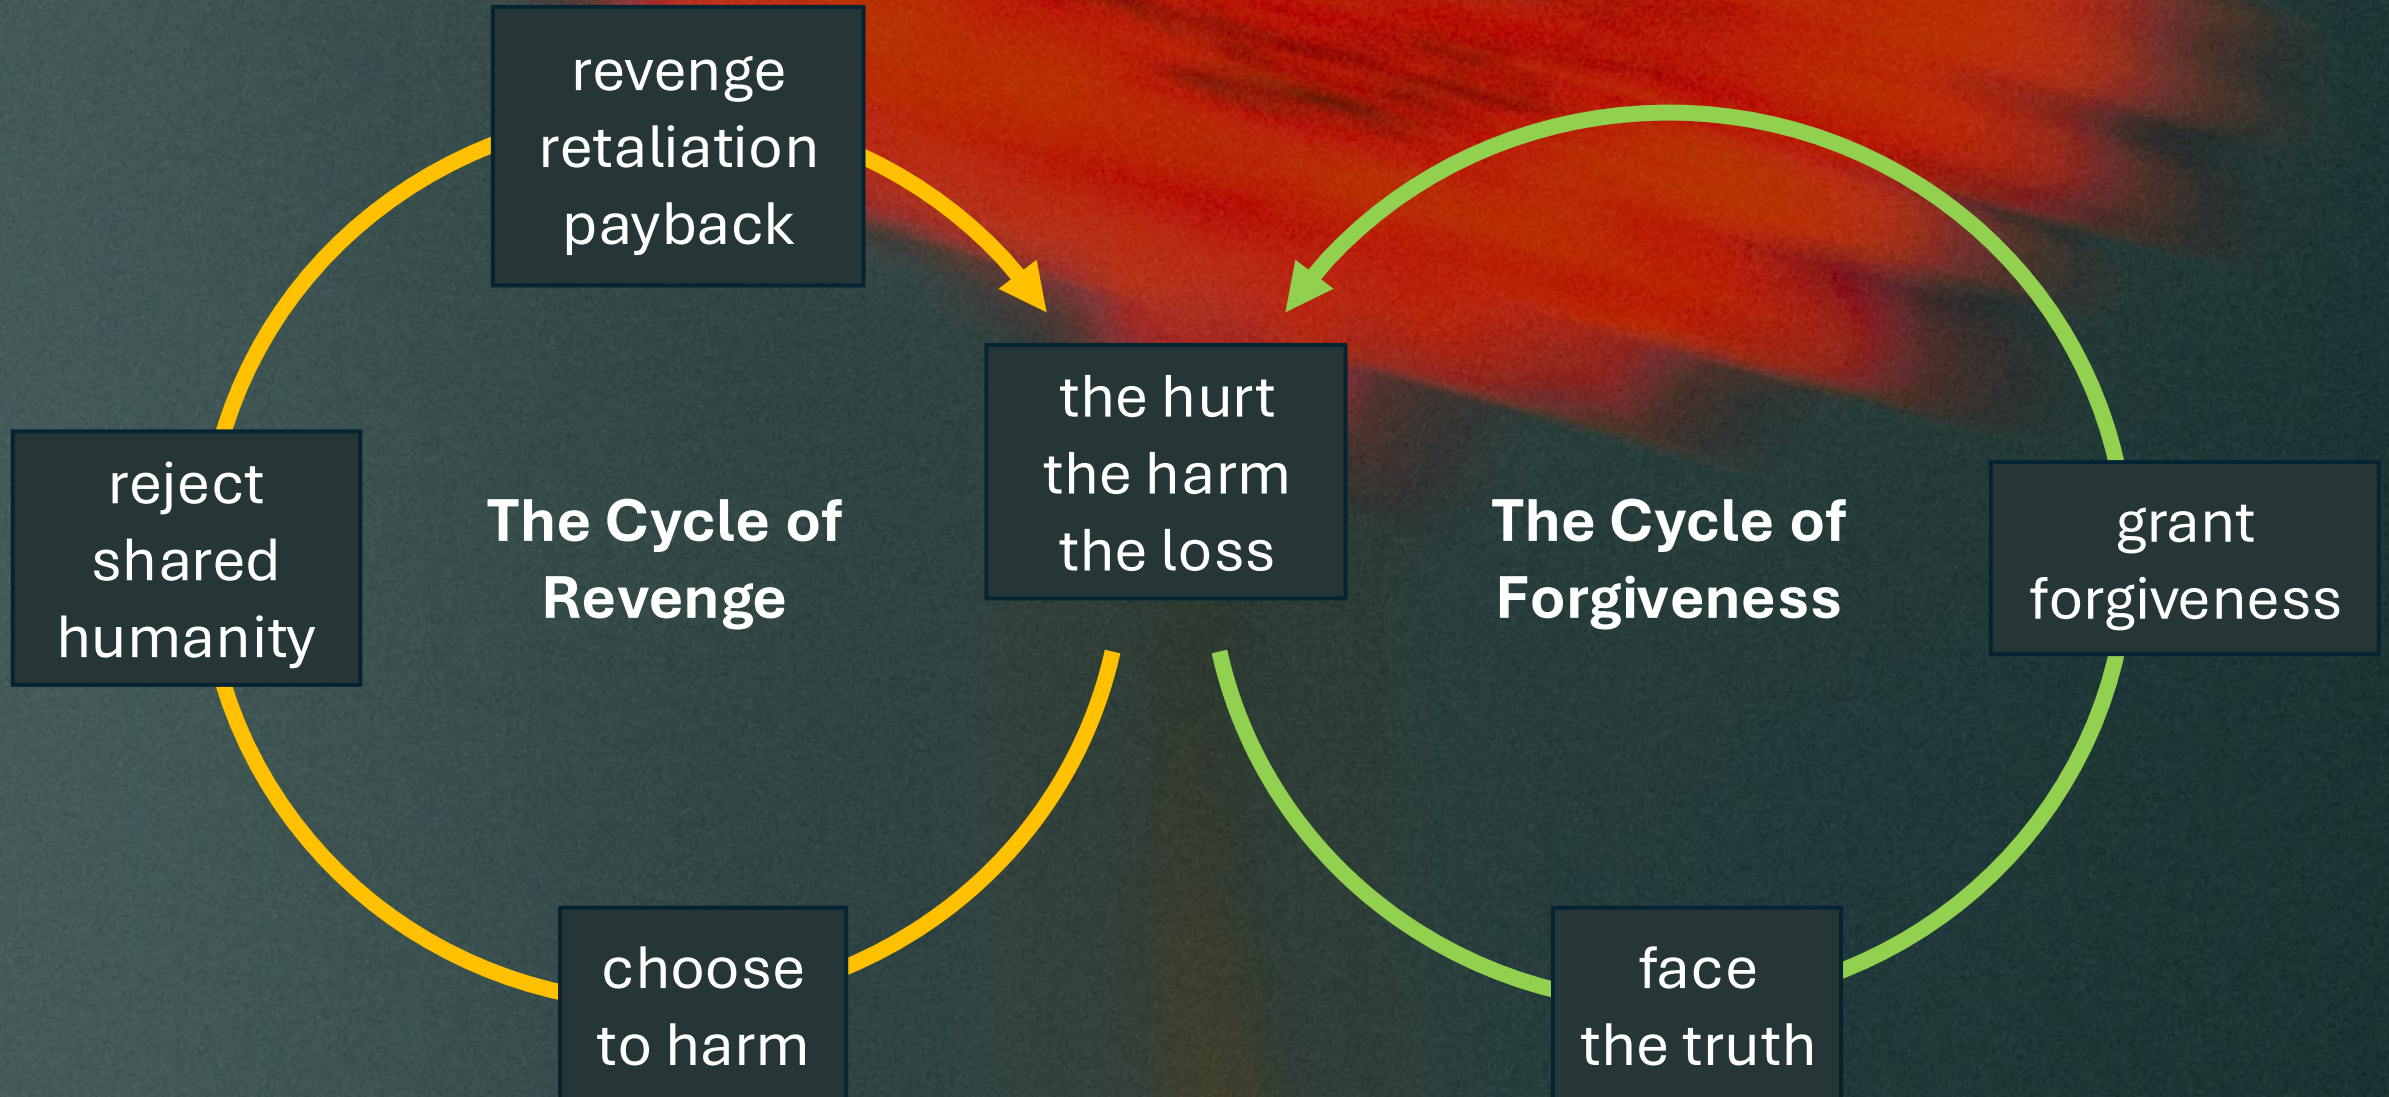 revenge
retaliation
payback
the hurt
the harm
the loss
reject
shared
humanity
The Cycle of
Revenge
The Cycle of
Forgiveness
grant
forgiveness
choose
to harm
face
the truth